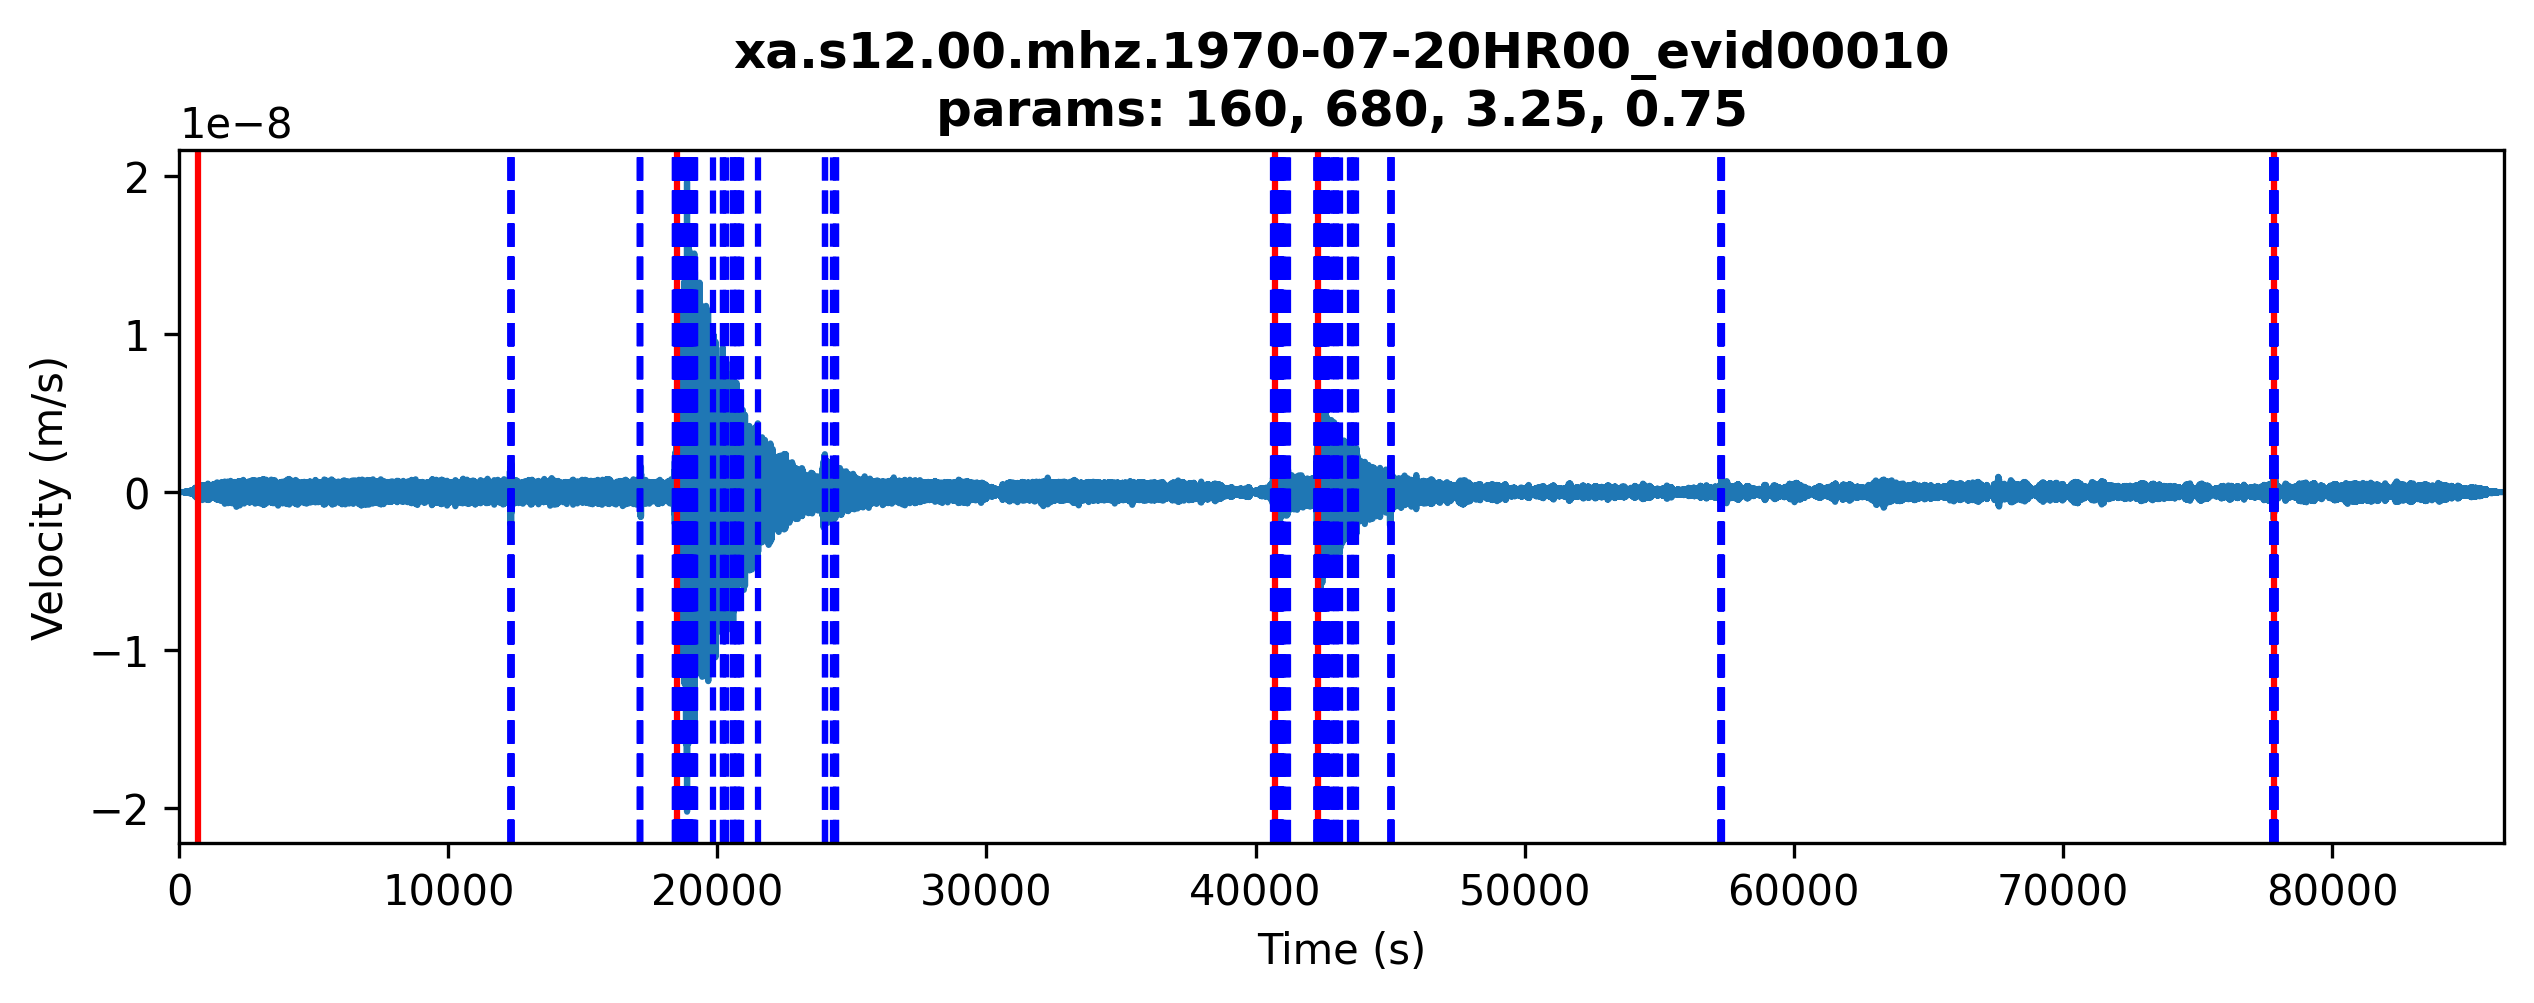 xa.s12.00.mhz.1970-07-20HR00_evid00010
params: 160, 680, 3.25, 0.75
1e−8
2
1
0
−1
−2
Velocity (m/s)
0 10000 20000 30000 40000 50000 60000 70000 80000
Time (s)